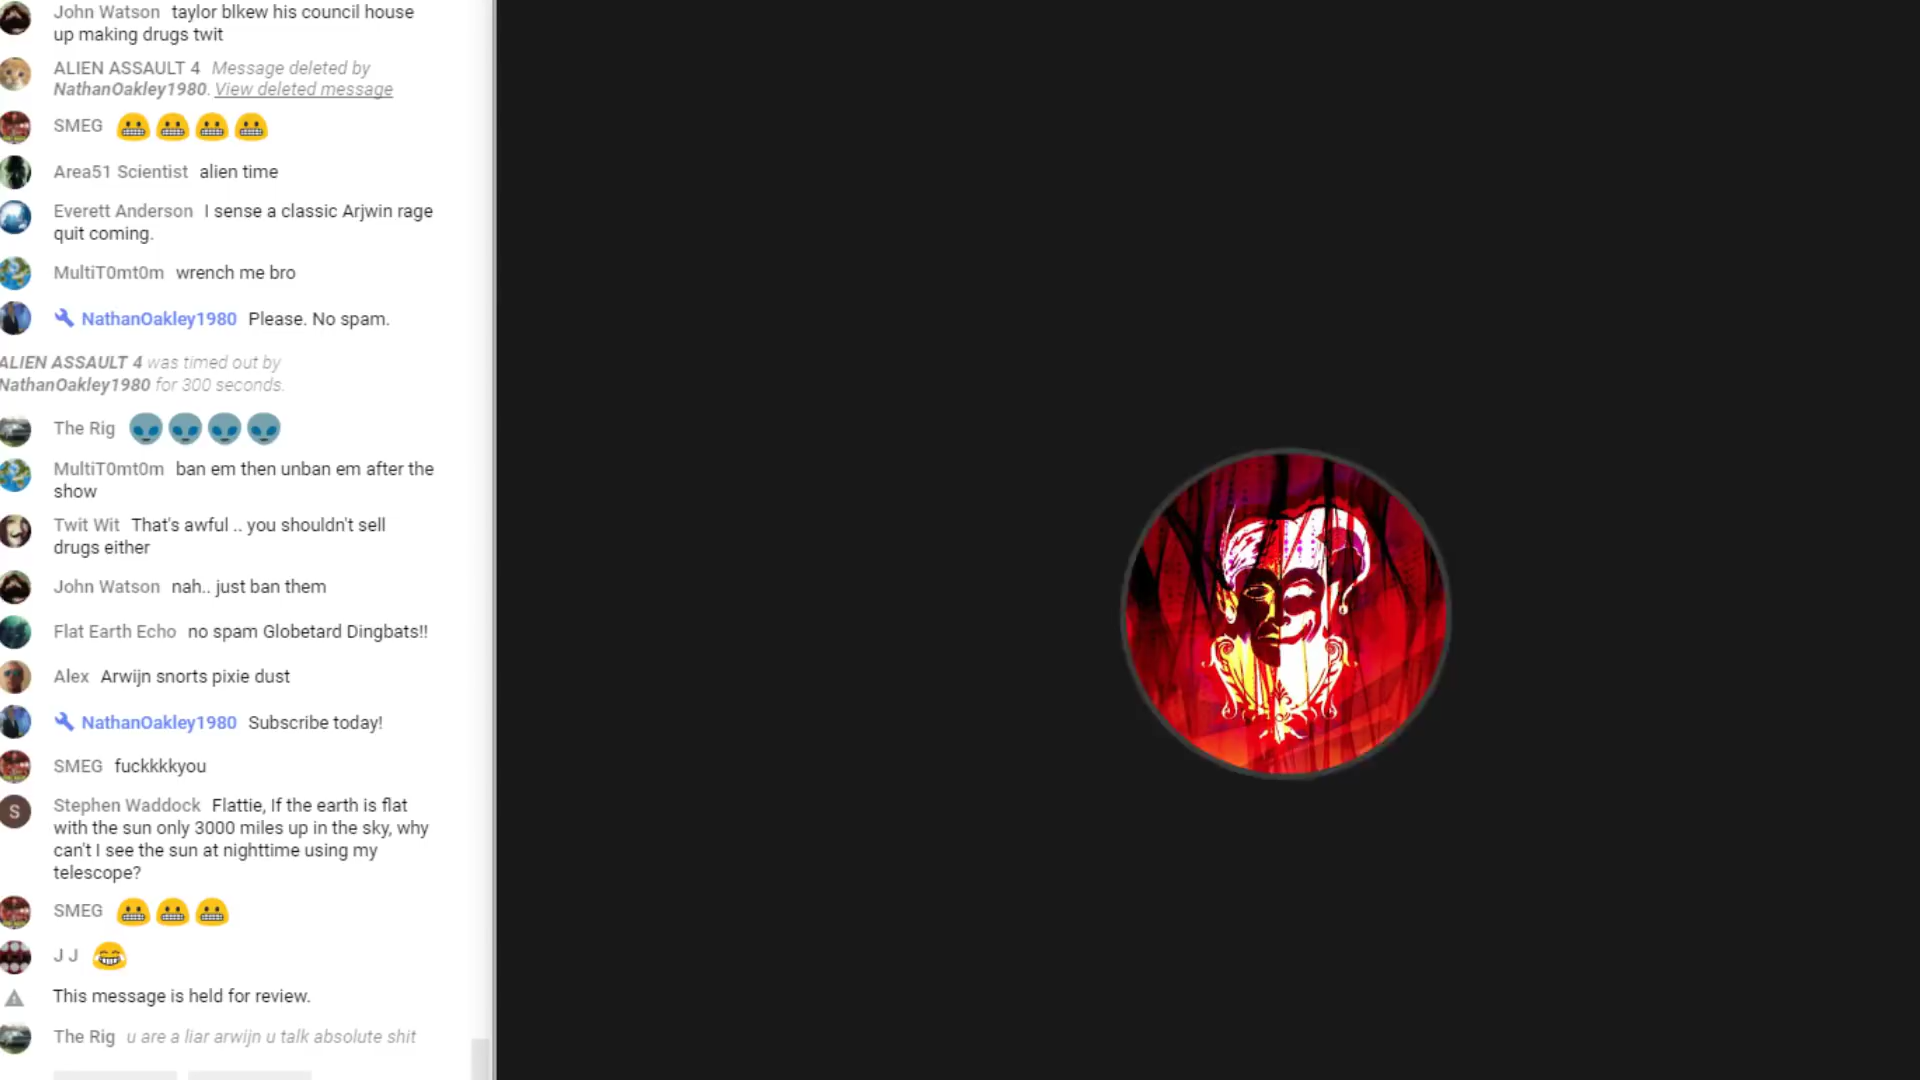 John Watson taylor blkew his council house
up making drugs twit
ALIEN ASSAULT 4 Message deleted by
NathanOakley1980. View deleted message
SMEG 😬😬😬😬
Area51 Scientist alien time
Everett Anderson I sense a classic Arjwin rage
quit coming.
MultiT0mt0m wrench me bro
NathanOakley1980 Please. No spam.
ALIEN ASSAULT 4 was timed out by
NathanOakley1980 for 300 seconds.
The Rig 👽👽👽👽
MultiT0mt0m ban em then unban em after the
show
Twit Wit That's awful .. you shouldn't sell
drugs either
John Watson nah.. just ban them
Flat Earth Echo no spam Globetard Dingbats!!
Alex Arwijn snorts pixie dust
NathanOakley1980 Subscribe today!
SMEG fuckkkkyou
S
Stephen Waddock Flattie, If the earth is flat
with the sun only 3000 miles up in the sky, why
can't I see the sun at nighttime using my
telescope?
SMEG 😬😬😬
J J 😂
This message is held for review.
The Rig u are a liar arwijn u talk absolute shit